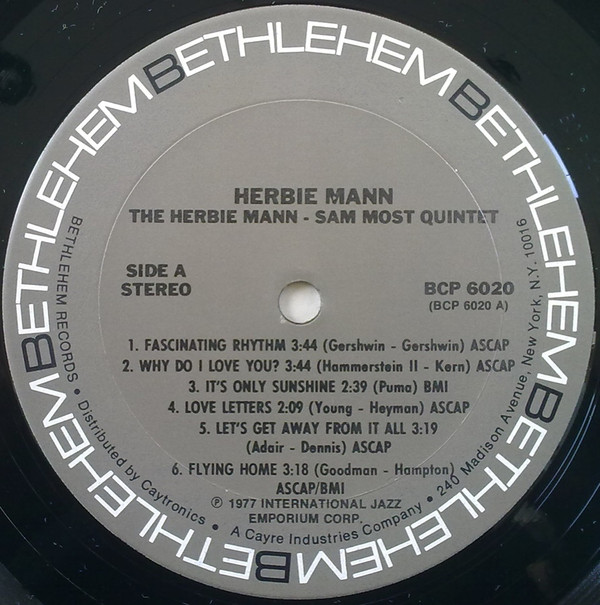 BETHLEHEM BETHLEHEM BETHLEHEM BETHLEHEM BETHLEHEM
HERBIE MANN
THE HERBIE MANN - SAM MOST QUINTET
SIDE A
STEREO
BCP 6020
(BCP 6020 A)
1. FASCINATING RHYTHM 3:44 (Gershwin - Gershwin) ASCAP
2. WHY DO I LOVE YOU? 3:44 (Hammerstein II - Kern) ASCAP
3. IT'S ONLY SUNSHINE 2:39 (Puma) BMI
4. LOVE LETTERS 2:09 (Young - Heyman) ASCAP
5. LET'S GET AWAY FROM IT ALL 3:19
(Adair - Dennis) ASCAP
6. FLYING HOME 3:18 (Goodman - Hampton)
ASCAP/BMI
℗ 1977 INTERNATIONAL JAZZ
EMPORIUM CORP.
BETHLEHEM RECORDS • Distributed by Caytronics • A Cayre Industries Company • 240 Madison Avenue, New York, N.Y. 10016